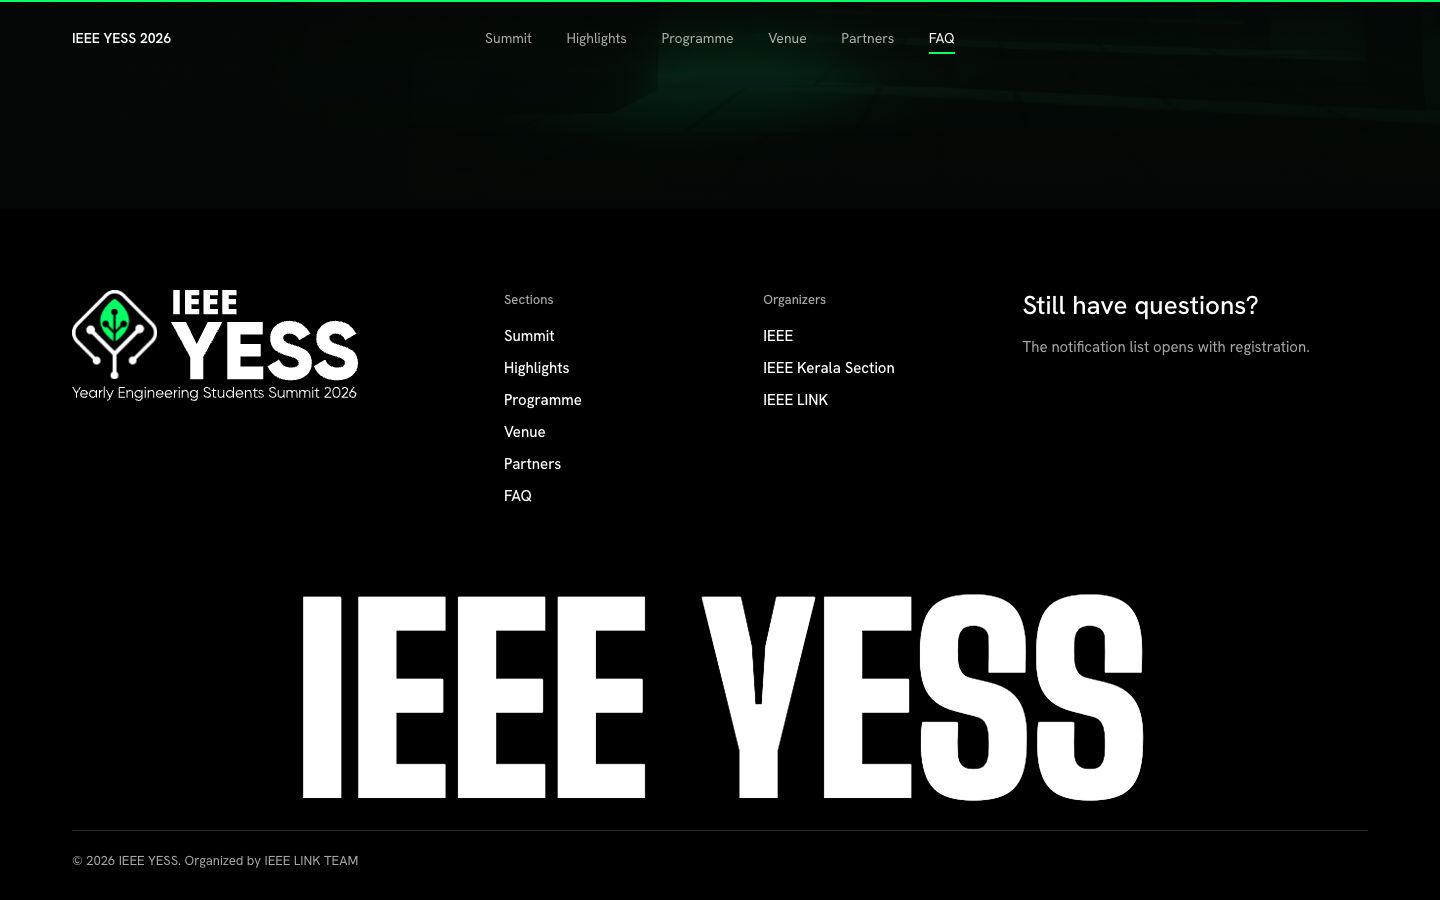 IEEE YESS 2026
Summit
Highlights
Programme
Venue
Partners
FAQ
IEEE
YESS
Yearly Engineering Students Summit 2026
Sections
Summit
Highlights
Programme
Venue
Partners
FAQ
Organizers
IEEE
IEEE Kerala Section
IEEE LINK
Still have questions?
The notification list opens with registration.
IEEE YESS
© 2026 IEEE YESS. Organized by IEEE LINK TEAM